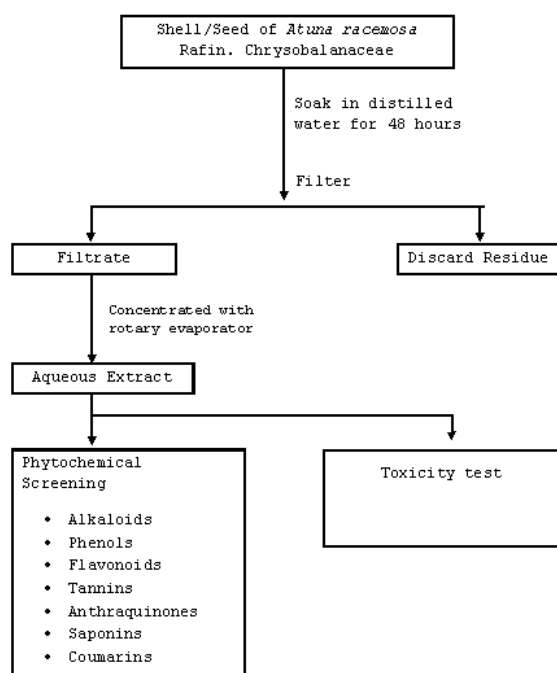 Shell/Seed of Atuna racemosa
Rafin. Chrysobalanaceae
Soak in distilled
water for 48 hours
Filter
Filtrate
Discard Residue
Concentrated with
rotary evaporator
Aqueous Extract
Phytochemical
Screening
• Alkaloids
• Phenols
• Flavonoids
• Tannins
• Anthraquinones
• Saponins
• Coumarins
Toxicity test